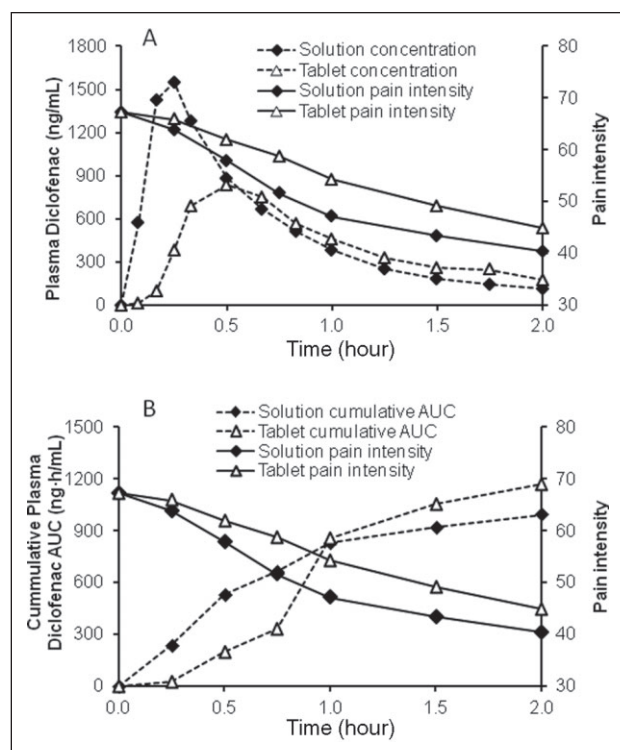 A
Solution concentration
Tablet concentration
Solution pain intensity
Tablet pain intensity
1800
1500
1200
900
600
300
0
80
70
60
50
40
30
0.0 0.5 1.0 1.5 2.0
Plasma Diclofenac (ng/mL)
Pain intensity
Time (hour)
B
Solution cumulative AUC
Tablet cumulative AUC
Solution pain intensity
Tablet pain intensity
1500
1200
900
600
300
0
80
70
60
50
40
30
0.0 0.5 1.0 1.5 2.0
Cummulative Plasma
Diclofenac AUC (ng·h/mL)
Pain intensity
Time (hour)